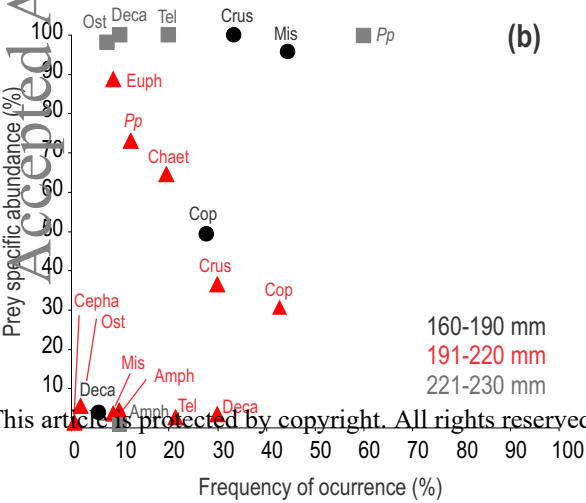 Ost Deca Tel Crus Mis Pp (b)
100
90
Euph
80
Pp
70
Chaet
60
Cop
50
Crus
40
Cop
30
Cepha
Ost
20
Mis
Amph
10
Deca
Amph Tel Deca
0 10 20 30 40 50 60 70 80 90 100
Prey specific abundance (%)
Frequency of ocurrence (%)
160-190 mm
191-220 mm
221-230 mm
Accepted A
This article is protected by copyright. All rights reserved